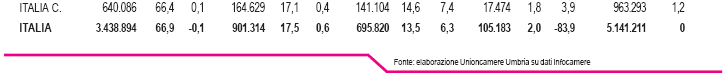 ITALIA C. 640.086 66,4 0,1 164.629 17,1 0,4 141.104 14,6 7,4 17.474 1,8 3,9 963.293 1,2
ITALIA 3.438.894 66,9 -0,1 901.314 17,5 0,6 695.820 13,5 6,3 105.183 2,0 -83,9 5.141.211 0
Fonte: elaborazione Unioncamere Umbria su dati Infocamere